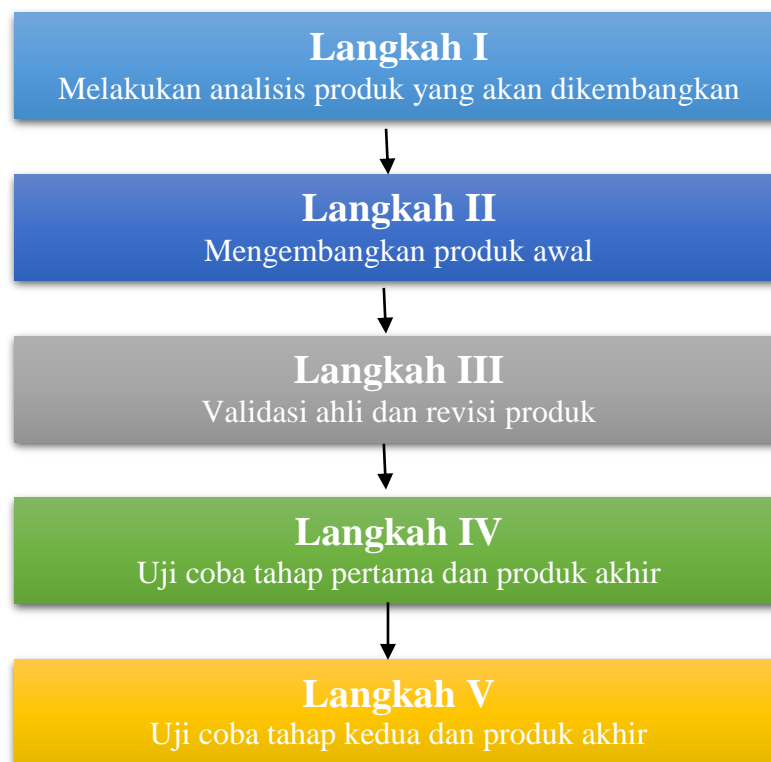 Langkah I
Melakukan analisis produk yang akan dikembangkan
Langkah II
Mengembangkan produk awal
Langkah III
Validasi ahli dan revisi produk
Langkah IV
Uji coba tahap pertama dan produk akhir
Langkah V
Uji coba tahap kedua dan produk akhir